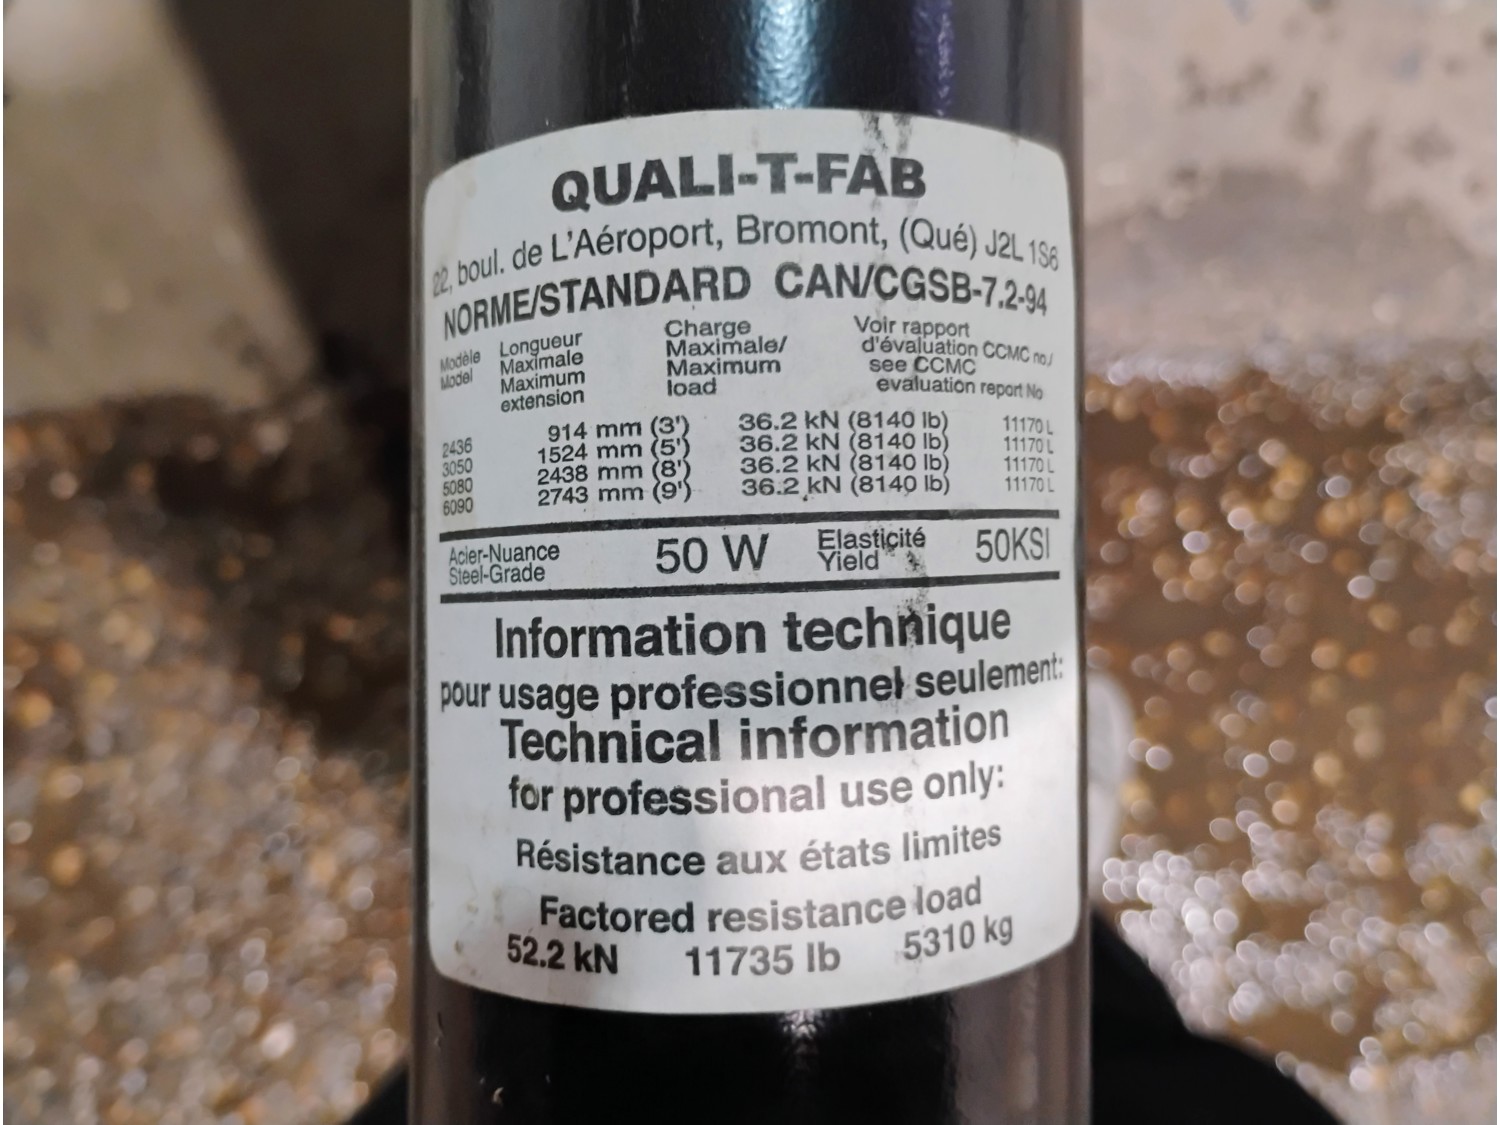 QUALI-T-FAB
22, boul. de L'Aéroport, Bromont, (Qué) J2L 1S6
NORME/STANDARD CAN/CGSB-7.2-94
Modèle
Model
Longueur
Maximale
Maximum
extension
Charge
Maximale/
Maximum
load
Voir rapport
d'évaluation CCMC no./
see CCMC
evaluation report No
2436 914 mm (3') 36.2 kN (8140 lb) 11170 L
3050 1524 mm (5') 36.2 kN (8140 lb) 11170 L
5080 2438 mm (8') 36.2 kN (8140 lb) 11170 L
6090 2743 mm (9') 36.2 kN (8140 lb) 11170 L
Acier-Nuance
Steel-Grade
50 W
Elasticité
Yield
50KSI
Information technique
pour usage professionnel seulement:
Technical information
for professional use only:
Résistance aux états limites
Factored resistance load
52.2 kN 11735 lb 5310 kg